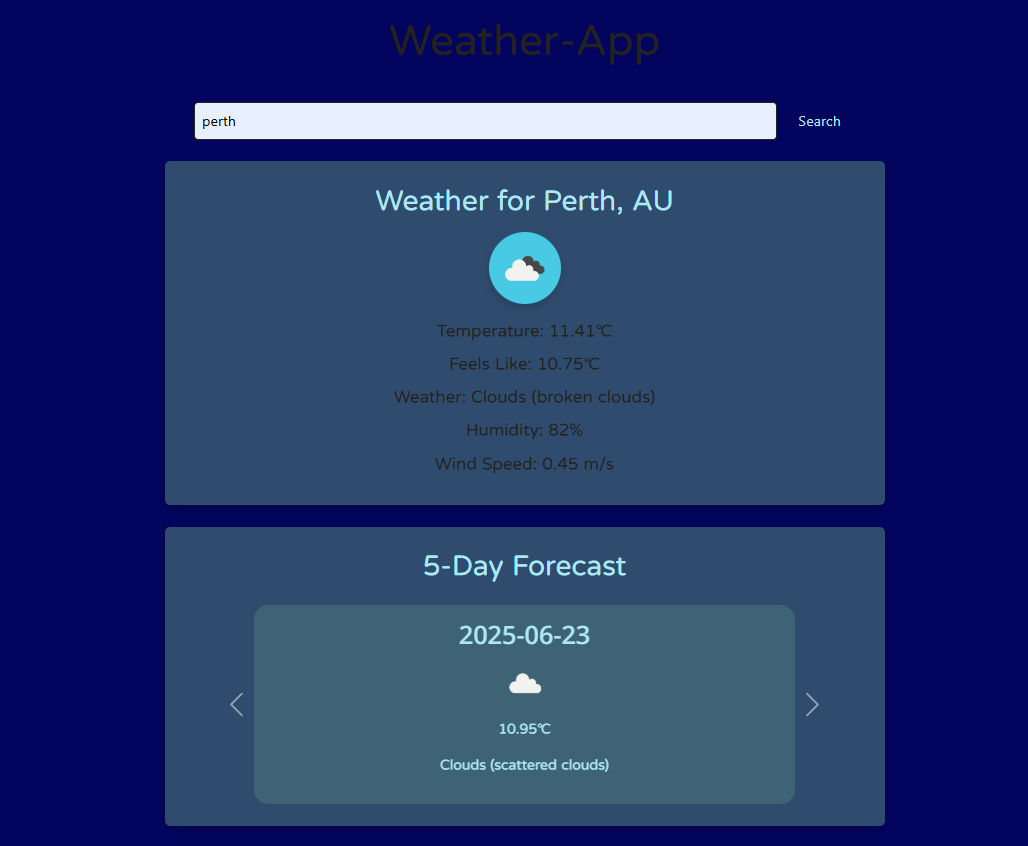 Weather-App
perth
Search
Weather for Perth, AU
Temperature: 11.41℃
Feels Like: 10.75℃
Weather: Clouds (broken clouds)
Humidity: 82%
Wind Speed: 0.45 m/s
5-Day Forecast
2025-06-23
10.95℃
Clouds (scattered clouds)